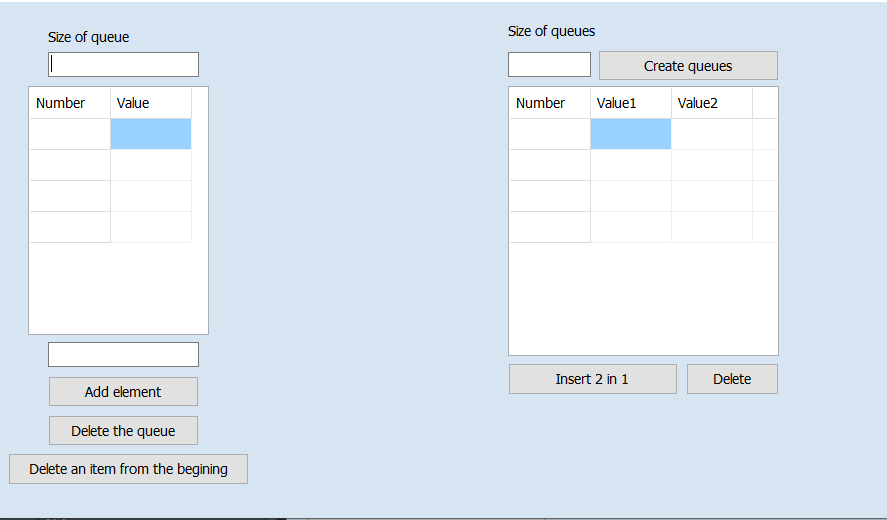 Size of queue
Number Value
Add element
Delete the queue
Delete an item from the begining
Size of queues
Create queues
Number Value1 Value2
Insert 2 in 1 Delete